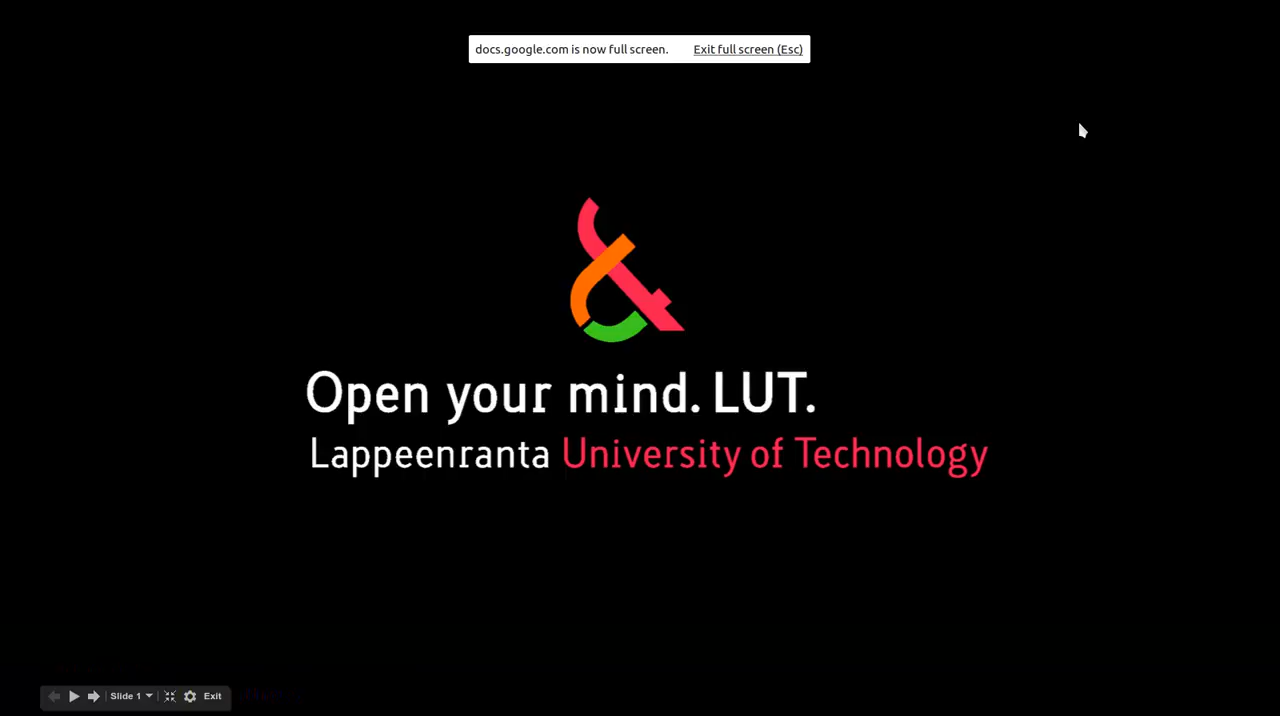 docs.google.com is now full screen. Exit full screen (Esc)
&
Open your mind. LUT.
Lappeenranta University of Technology
Slide 1 Exit